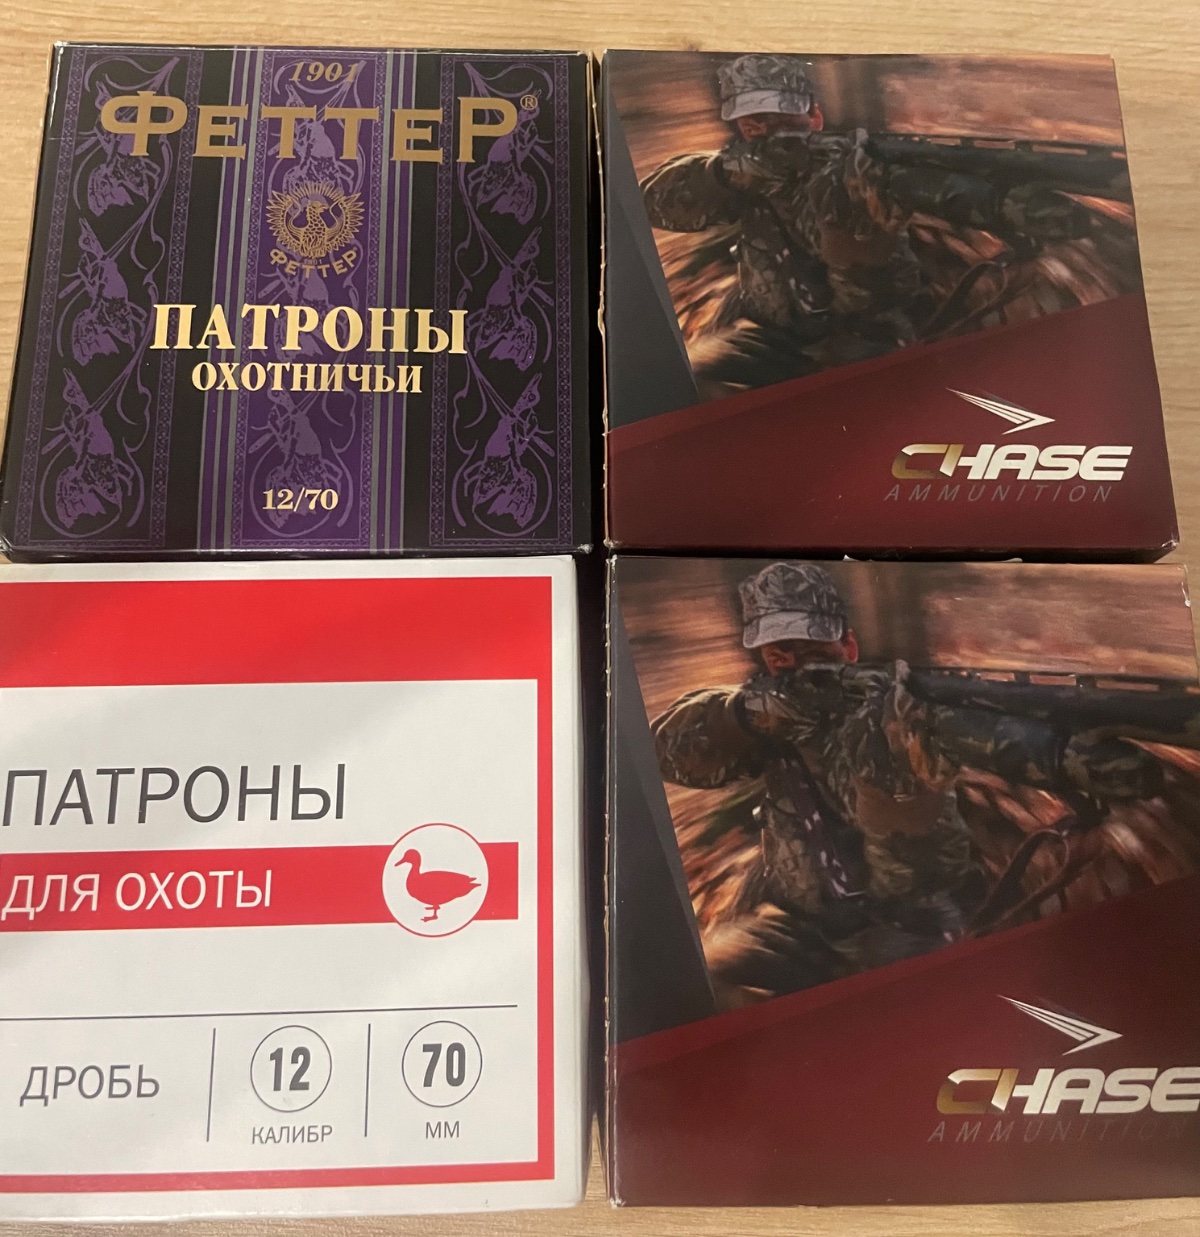 1901
ФЕТТЕР®
ФЕТТЕР
ПАТРОНЫ
ОХОТНИЧЬИ
12/70
CHASE
AMMUNITION
ПАТРОНЫ
ДЛЯ ОХОТЫ
ДРОБЬ
12
КАЛИБР
70
ММ
CHASE
AMMUNITION